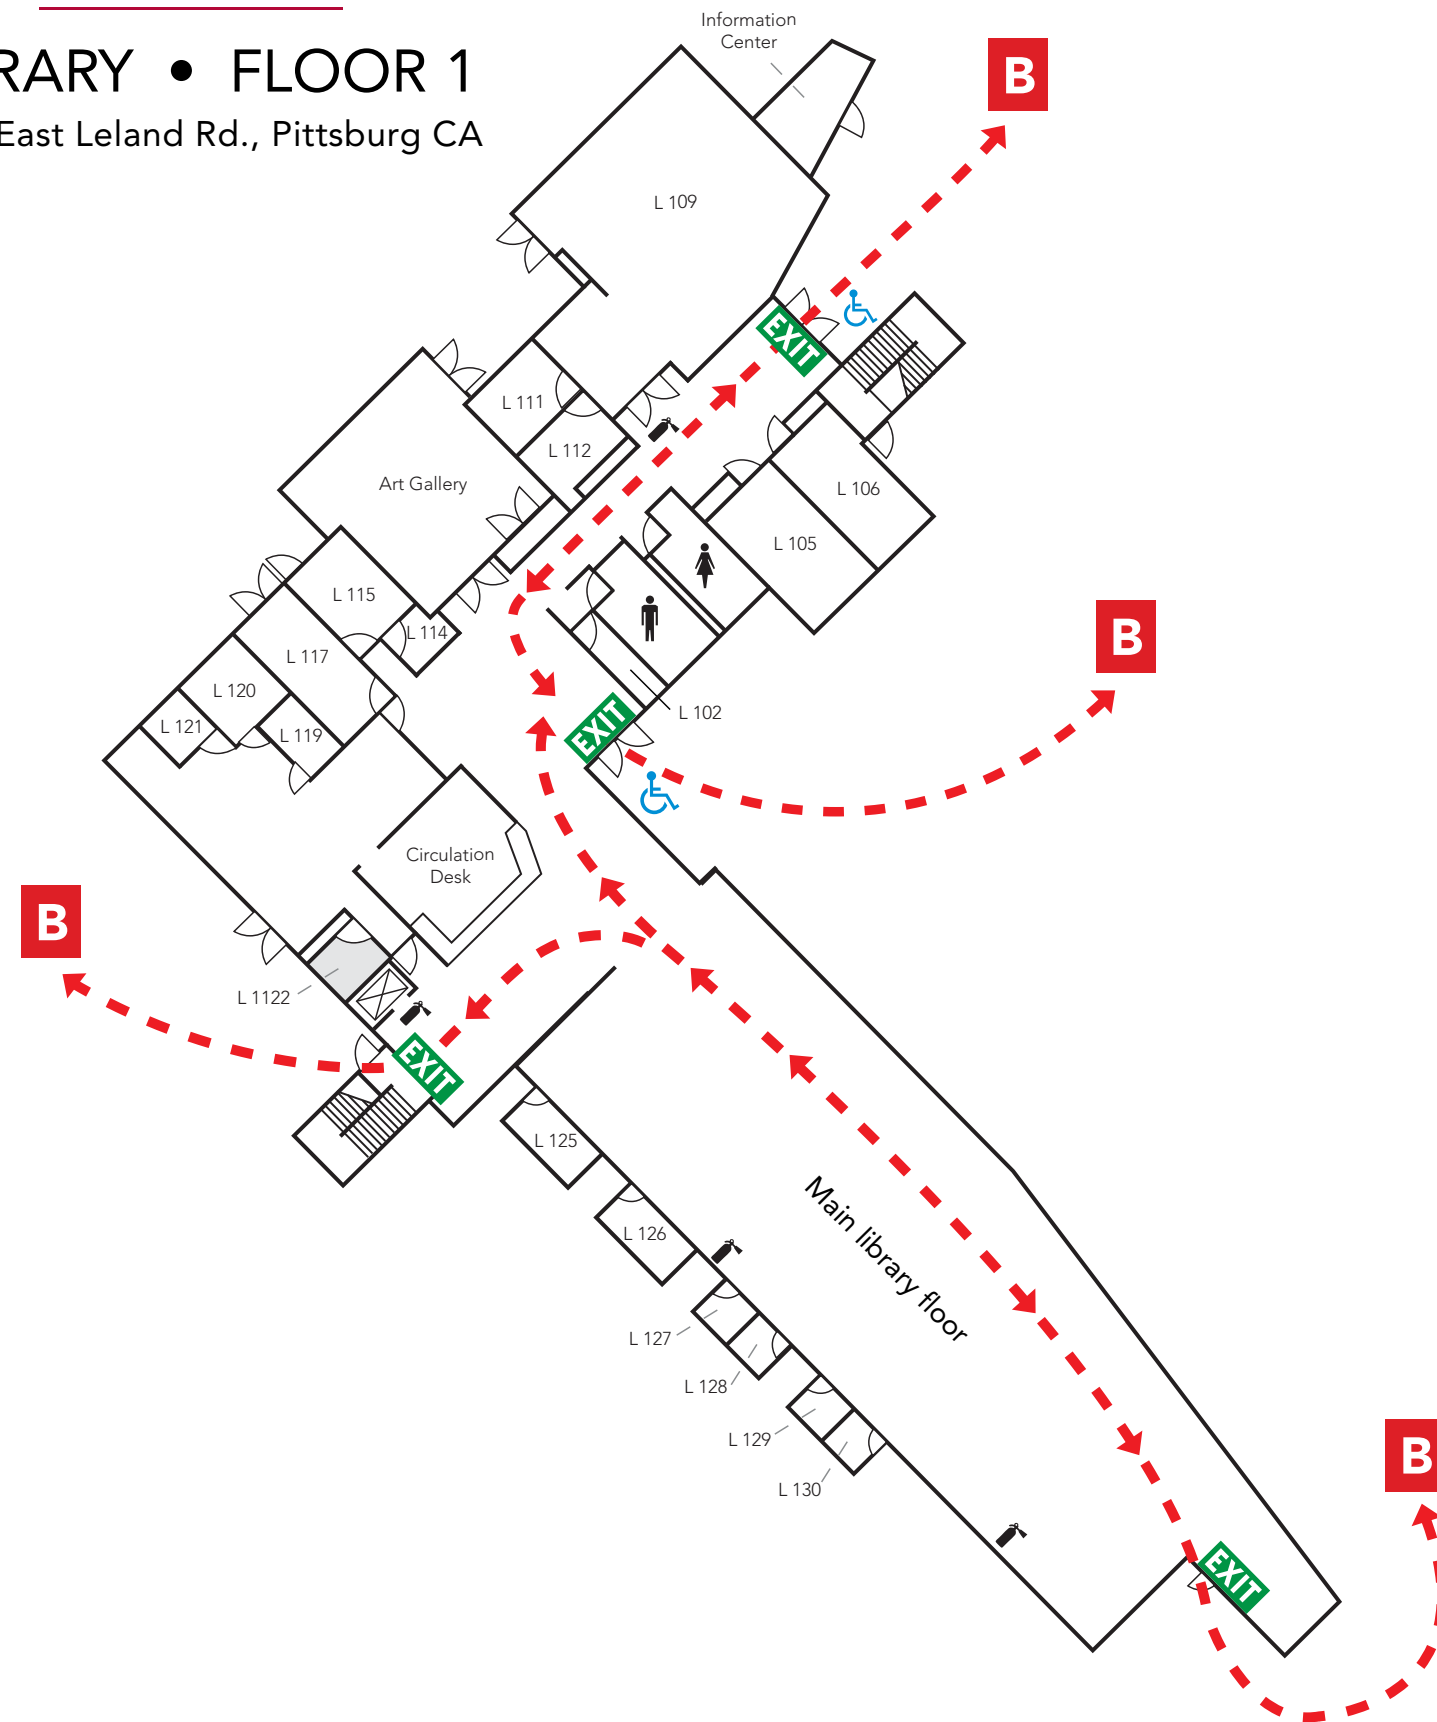 Information
Center
B
RARY • FLOOR 1
East Leland Rd., Pittsburg CA
L 109
EXIT
L 111
L 112
Art Gallery
L 106
L 105
L 115
L 114
B
L 117
L 120
L 102
L 121
L 119
EXIT
Circulation
Desk
B
L 1122
EXIT
L 125
Main library floor
L 126
L 127
L 128
L 129
B
L 130
EXIT